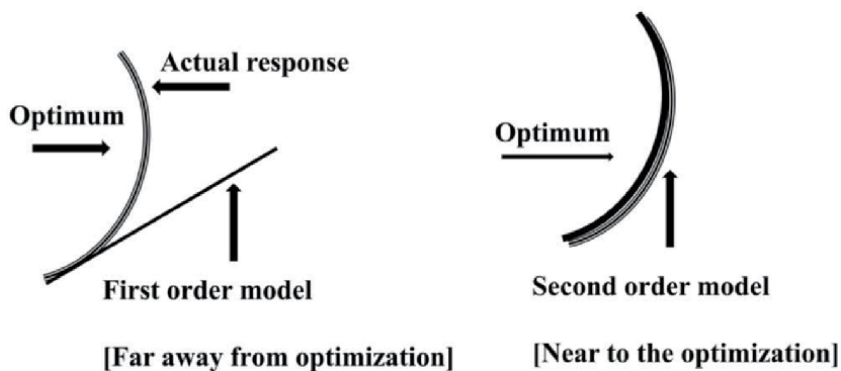 Actual response
Optimum
First order model
[Far away from optimization]
Optimum
Second order model
[Near to the optimization]